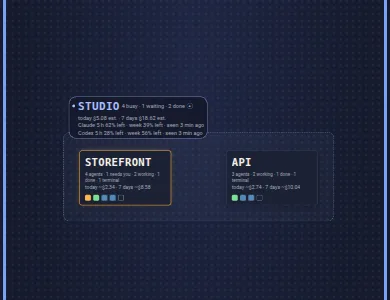 STUDIO 4 busy · 1 waiting · 2 done
today $5.08 est · 7 days $18.62 est
Claude 5h 62% left · week 39% left · seen 3 min ago
Codex 5h 28% left · week 56% left · seen 3 min ago
STOREFRONT
4 agents · 1 needs you · 2 working · 1
done · 1 terminal
today ~$2.34 · 7 days ~$8.58
API
3 agents · 2 working · 1 done · 1
terminal
today ~$2.74 · 7 days ~$10.04